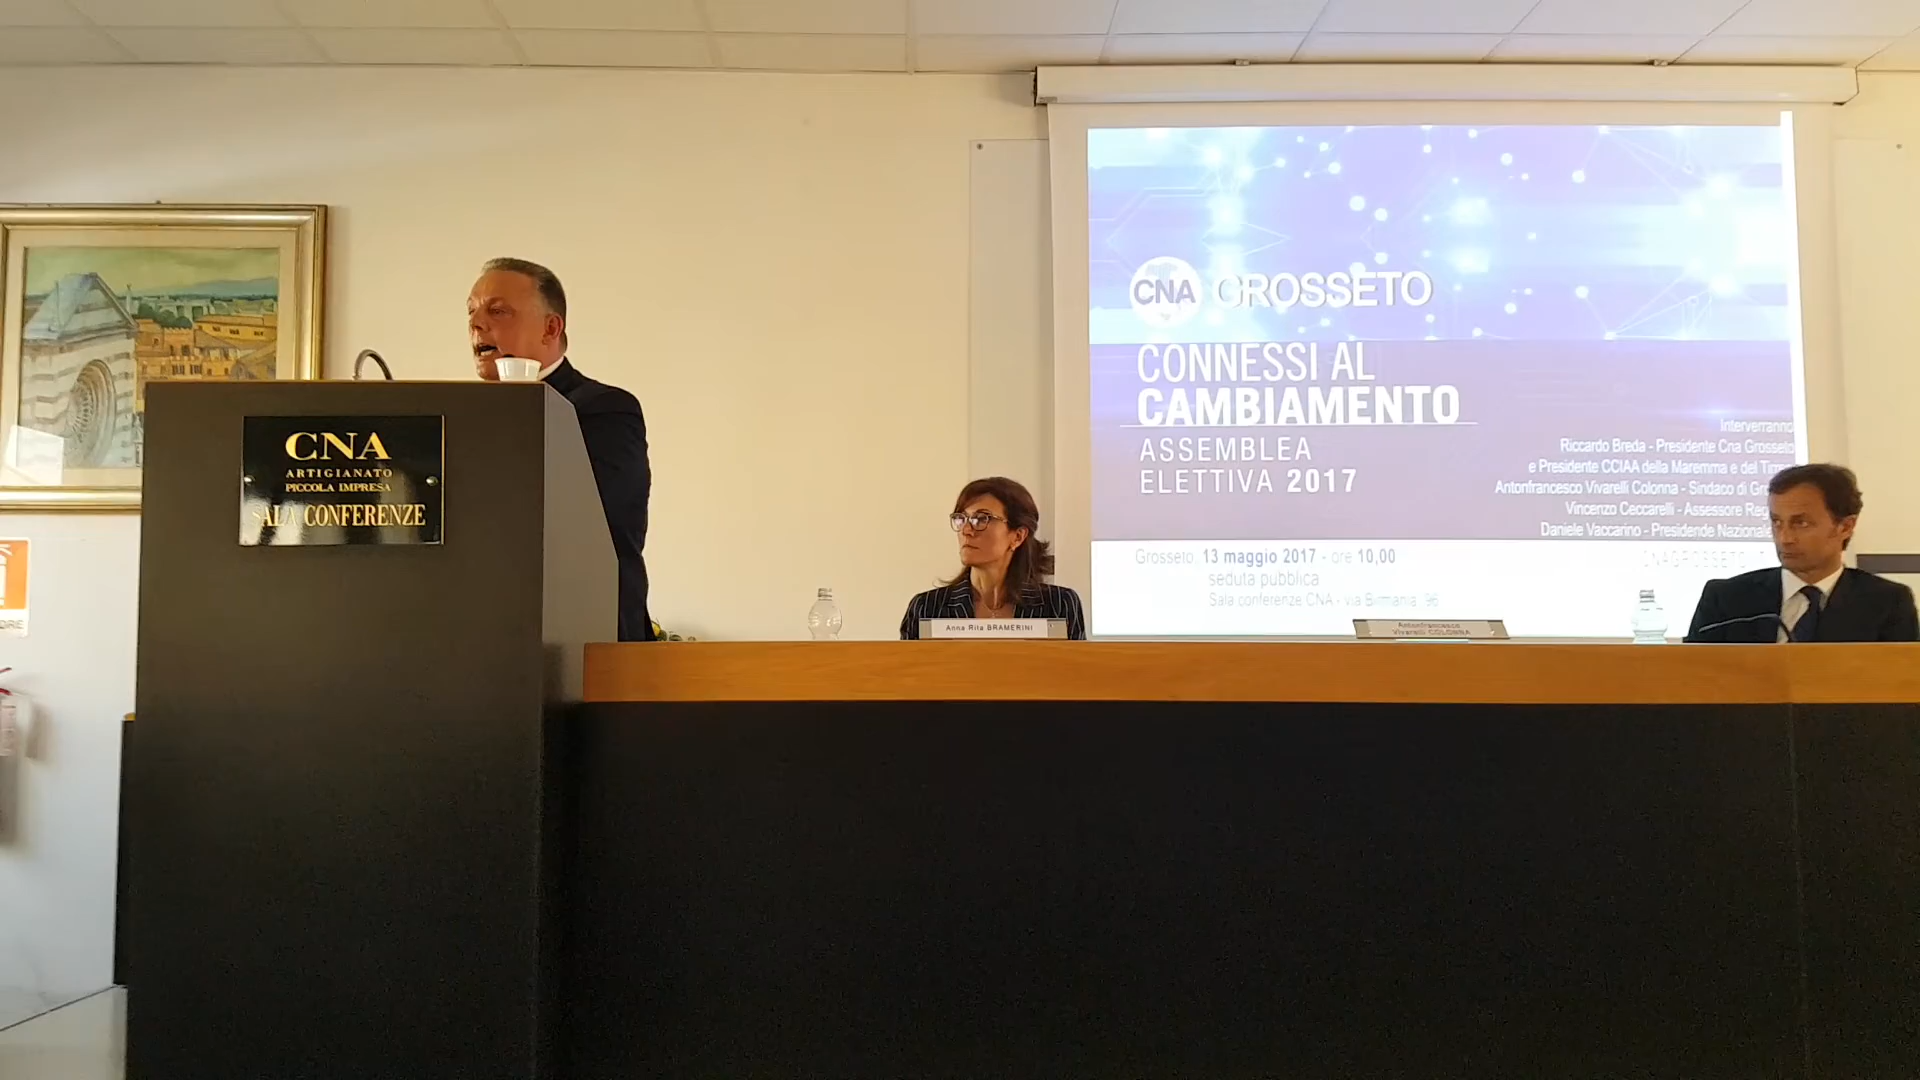 CNA
ARTIGIANATO
PICCOLA IMPRESA
SALA CONFERENZE
CNA GROSSETO
CONNESSI AL
CAMBIAMENTO
ASSEMBLEA
ELETTIVA 2017
Interverranno
Riccardo Breda - Presidente Cna Grosseto
e Presidente CCIAA della Maremma e del
Antonfrancesco Vivarelli Colonna - Sindaco di
Vincenzo Ceccarelli - Assessore
Daniele Vaccarino - Presidende Nazionale
Grosseto, 13 maggio 2017 - ore 10,00
seduta pubblica
Sala conferenze CNA - via Birmania, 96
Anna Rita BRAMERINI
Antonfrancesco
Vivarelli COLONNA